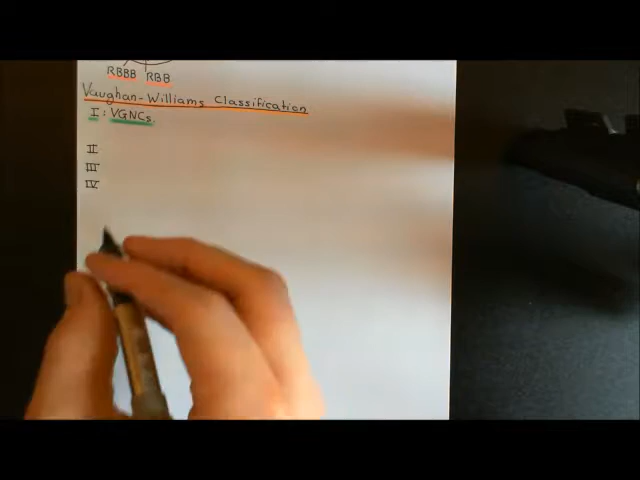 RBBB RBB
Vaughan-Williams Classification
I: VGNCs
II
III
IV